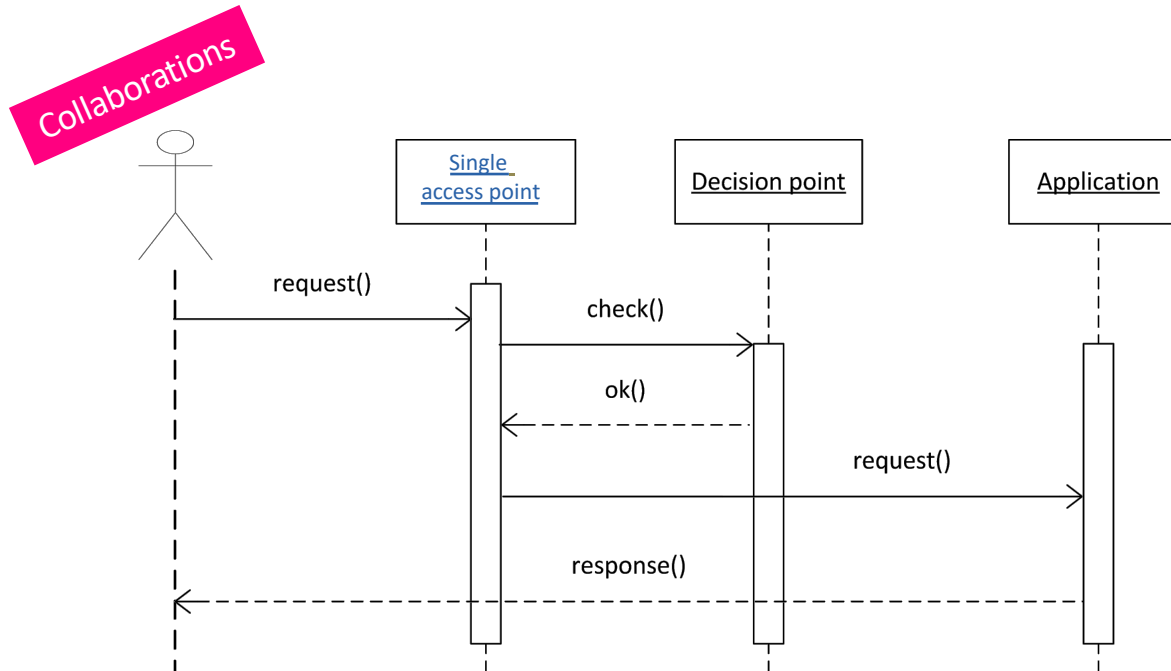 Collaborations
Single
access point
Decision point
Application
request()
check()
ok()
request()
response()